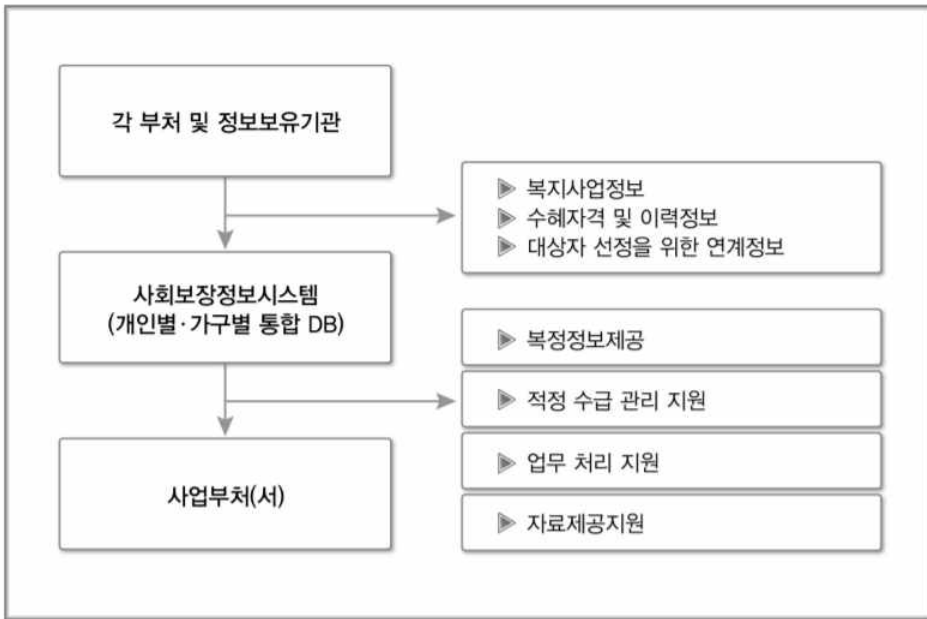 각 부처 및 정보보유기관
▶ 복지사업정보
▶ 수혜자격 및 이력정보
▶ 대상자 선정을 위한 연계정보
사회보장정보시스템
(개인별·가구별 통합 DB)
▶ 복정정보제공
▶ 적정 수급 관리 지원
▶ 업무 처리 지원
▶ 자료제공지원
사업부처(서)